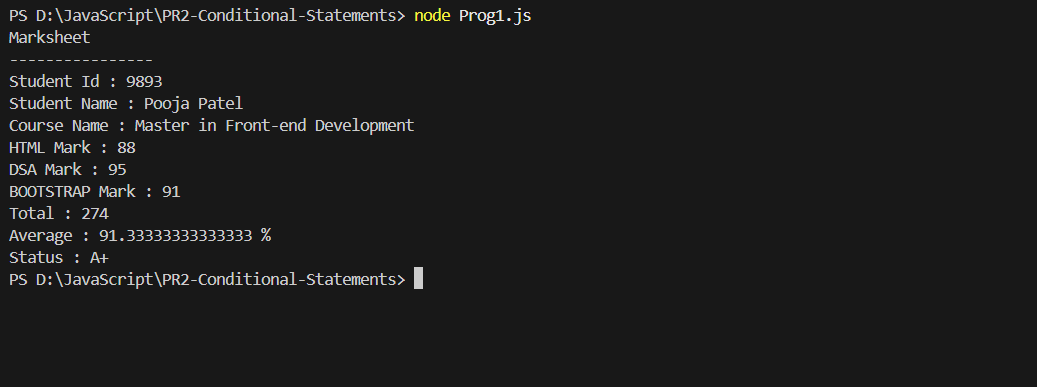 PS D:\JavaScript\PR2-Conditional-Statements> node Prog1.js
Marksheet
----------------
Student Id : 9893
Student Name : Pooja Patel
Course Name : Master in Front-end Development
HTML Mark : 88
DSA Mark : 95
BOOTSTRAP Mark : 91
Total : 274
Average : 91.33333333333333 %
Status : A+
PS D:\JavaScript\PR2-Conditional-Statements>